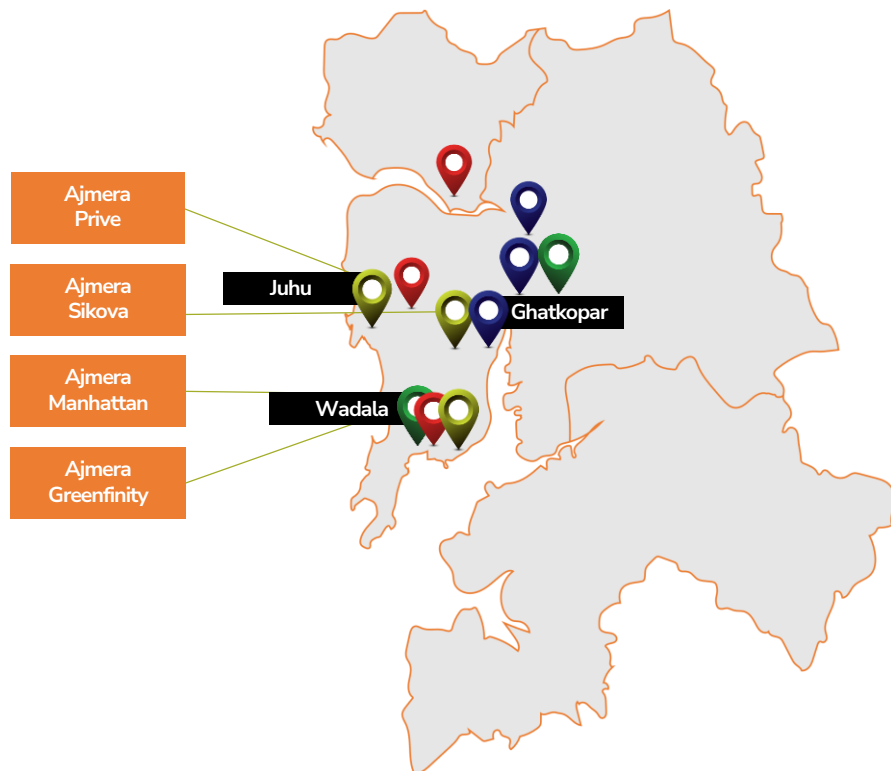 Ajmera
Prive
Ajmera
Sikova
Ajmera
Manhattan
Ajmera
Greenfinity
Juhu
Ghatkopar
Wadala